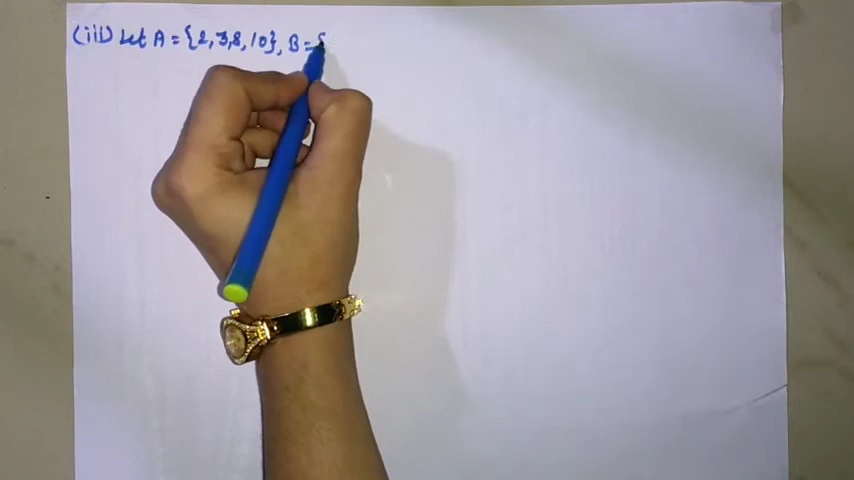 (iii) Let A = {2,3,8,10}, B = {